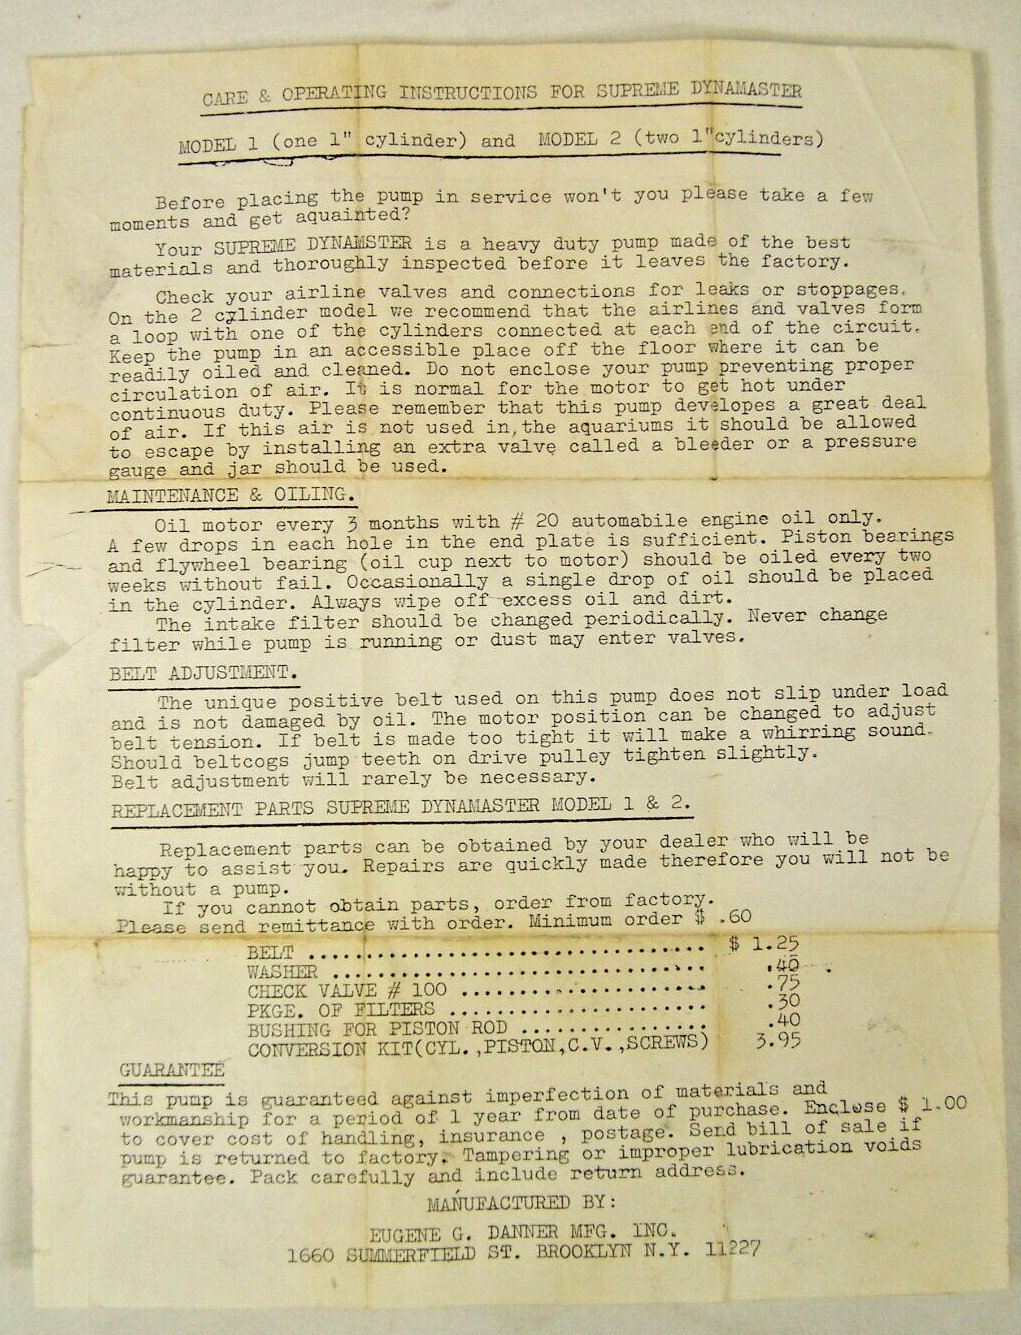 CARE & OPERATING INSTRUCTIONS FOR SUPREME DYNAMASTER
MODEL 1 (one 1" cylinder) and MODEL 2 (two 1"cylinders)
Before placing the pump in service won't you please take a few
moments and get aquainted?
Your SUPREME DYNAMSTER is a heavy duty pump made of the best
materials and thoroughly inspected before it leaves the factory.
Check your airline valves and connections for leaks or stoppages.
On the 2 cylinder model we recommend that the airlines and valves form
a loop with one of the cylinders connected at each end of the circuit.
Keep the pump in an accessible place off the floor where it can be
readily oiled and cleaned. Do not enclose your pump preventing proper
circulation of air. It is normal for the motor to get hot under
continuous duty. Please remember that this pump developes a great deal
of air. If this air is not used in,the aquariums it should be allowed
to escape by installing an extra valve called a bleeder or a pressure
gauge and jar should be used.
MAINTENANCE & OILING.
Oil motor every 3 months with # 20 automabile engine oil only.
A few drops in each hole in the end plate is sufficient. Piston bearings
and flywheel bearing (oil cup next to motor) should be oiled every two
weeks without fail. Occasionally a single drop of oil should be placed
in the cylinder. Always wipe off excess oil and dirt.
The intake filter should be changed periodically. Never change
filter while pump is running or dust may enter valves.
BELT ADJUSTMENT.
The unique positive belt used on this pump does not slip under load
and is not damaged by oil. The motor position can be changed to adjust
belt tension. If belt is made too tight it will make a whirring sound.
Should beltcogs jump teeth on drive pulley tighten slightly.
Belt adjustment will rarely be necessary.
REPLACEMENT PARTS SUPREME DYNAMASTER MODEL 1 & 2.
Replacement parts can be obtained by your dealer who will be
happy to assist you. Repairs are quickly made therefore you will not be
without a pump.
If you cannot obtain parts, order from factory.
Please send remittance with order. Minimum order $ .60
BELT .................................. $ 1.25
WASHER ................................ .40
CHECK VALVE # 100 ..................... .75
PKGE. OF FILTERS ...................... .30
BUSHING FOR PISTON ROD ................ .40
CONVERSION KIT(CYL.,PISTON,C.V.,SCREWS) 3.95
GUARANTEE
This pump is guaranteed against imperfection of materials and
workmanship for a period of 1 year from date of purchase. Enclose $ 1.00
to cover cost of handling, insurance , postage. Send bill of sale if
pump is returned to factory. Tampering or improper lubrication voids
guarantee. Pack carefully and include return address.
MANUFACTURED BY:
EUGENE G. DANNER MFG. INC.
1660 SUMMERFIELD ST. BROOKLYN N.Y. 11227